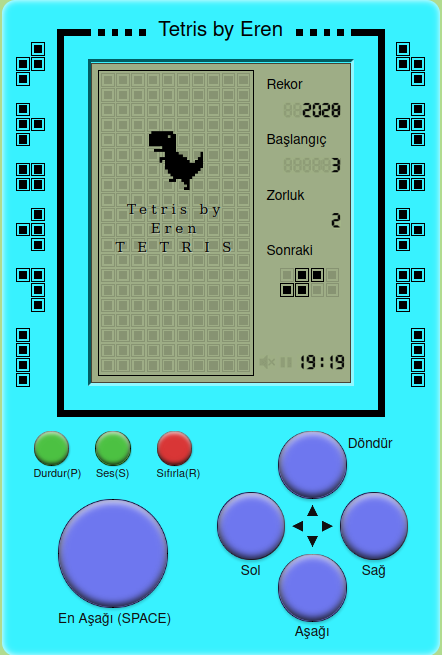 Tetris by Eren
Rekor
2028
Başlangıç
3
Zorluk
2
Sonraki
19:19
Tetris by
Eren
T E T R I S
Durdur(P)
Ses(S)
Sıfırla(R)
Döndür
Sol
Sağ
Aşağı
En Aşağı (SPACE)